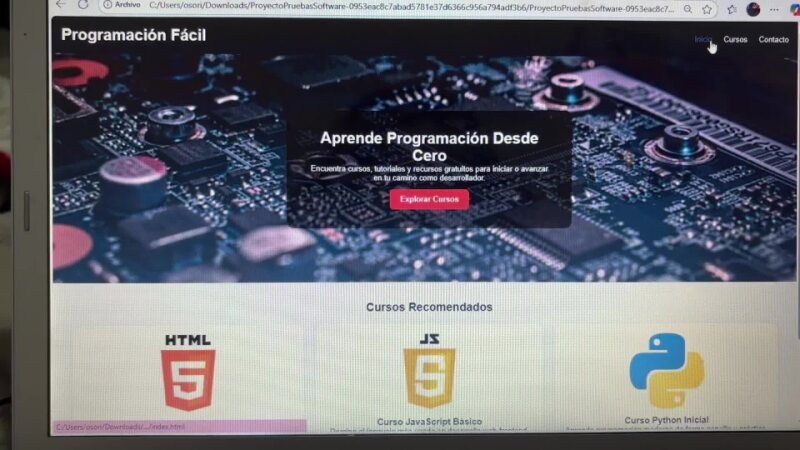 Archivo
C:/Users/osori/Downloads/ProyectoPruebasSoftware-0953eac8c7abad5781e37d6366c956a794adf3b6/ProyectoPruebasSoftware-0953eac8c7...
Programación Fácil
Inicio
Cursos
Contacto
Aprende Programación Desde
Cero
Encuentra cursos, tutoriales y recursos gratuitos para iniciar o avanzar
en tu camino como desarrollador.
Explorar Cursos
Cursos Recomendados
HTML
5
JS
5
Curso JavaScript Básico
Curso Python Inicial
C:/Users/osori/Downloads/.../index.html